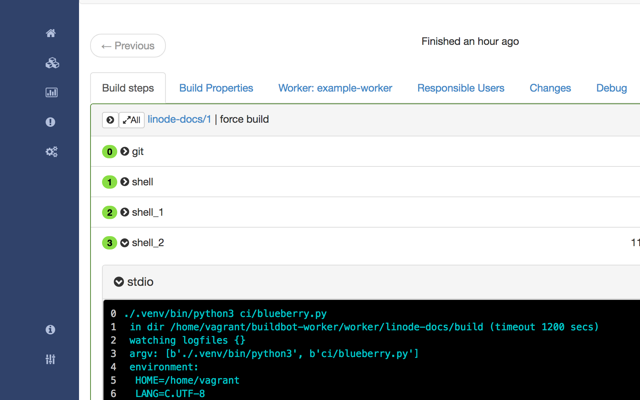 ← Previous
Finished an hour ago
Build steps Build Properties Worker: example-worker Responsible Users Changes Debug
All linode-docs/1 | force build
0 git
1 shell
2 shell_1
3 shell_2 11
stdio
0 ./.venv/bin/python3 ci/blueberry.py
1 in dir /home/vagrant/buildbot-worker/worker/linode-docs/build (timeout 1200 secs)
2 watching logfiles {}
3 argv: [b'./.venv/bin/python3', b'ci/blueberry.py']
4 environment:
5 HOME=/home/vagrant
6 LANG=C.UTF-8